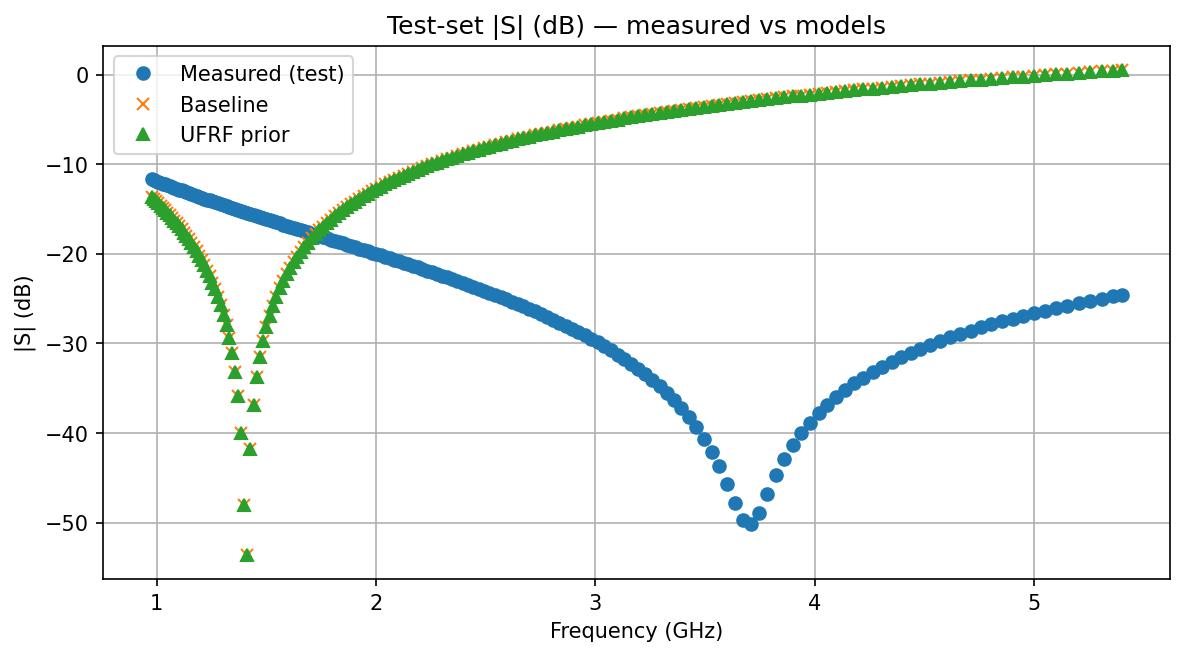 Test-set |S| (dB) — measured vs models
Measured (test)
Baseline
UFRF prior
0
−10
−20
−30
−40
−50
|S| (dB)
1 2 3 4 5
Frequency (GHz)